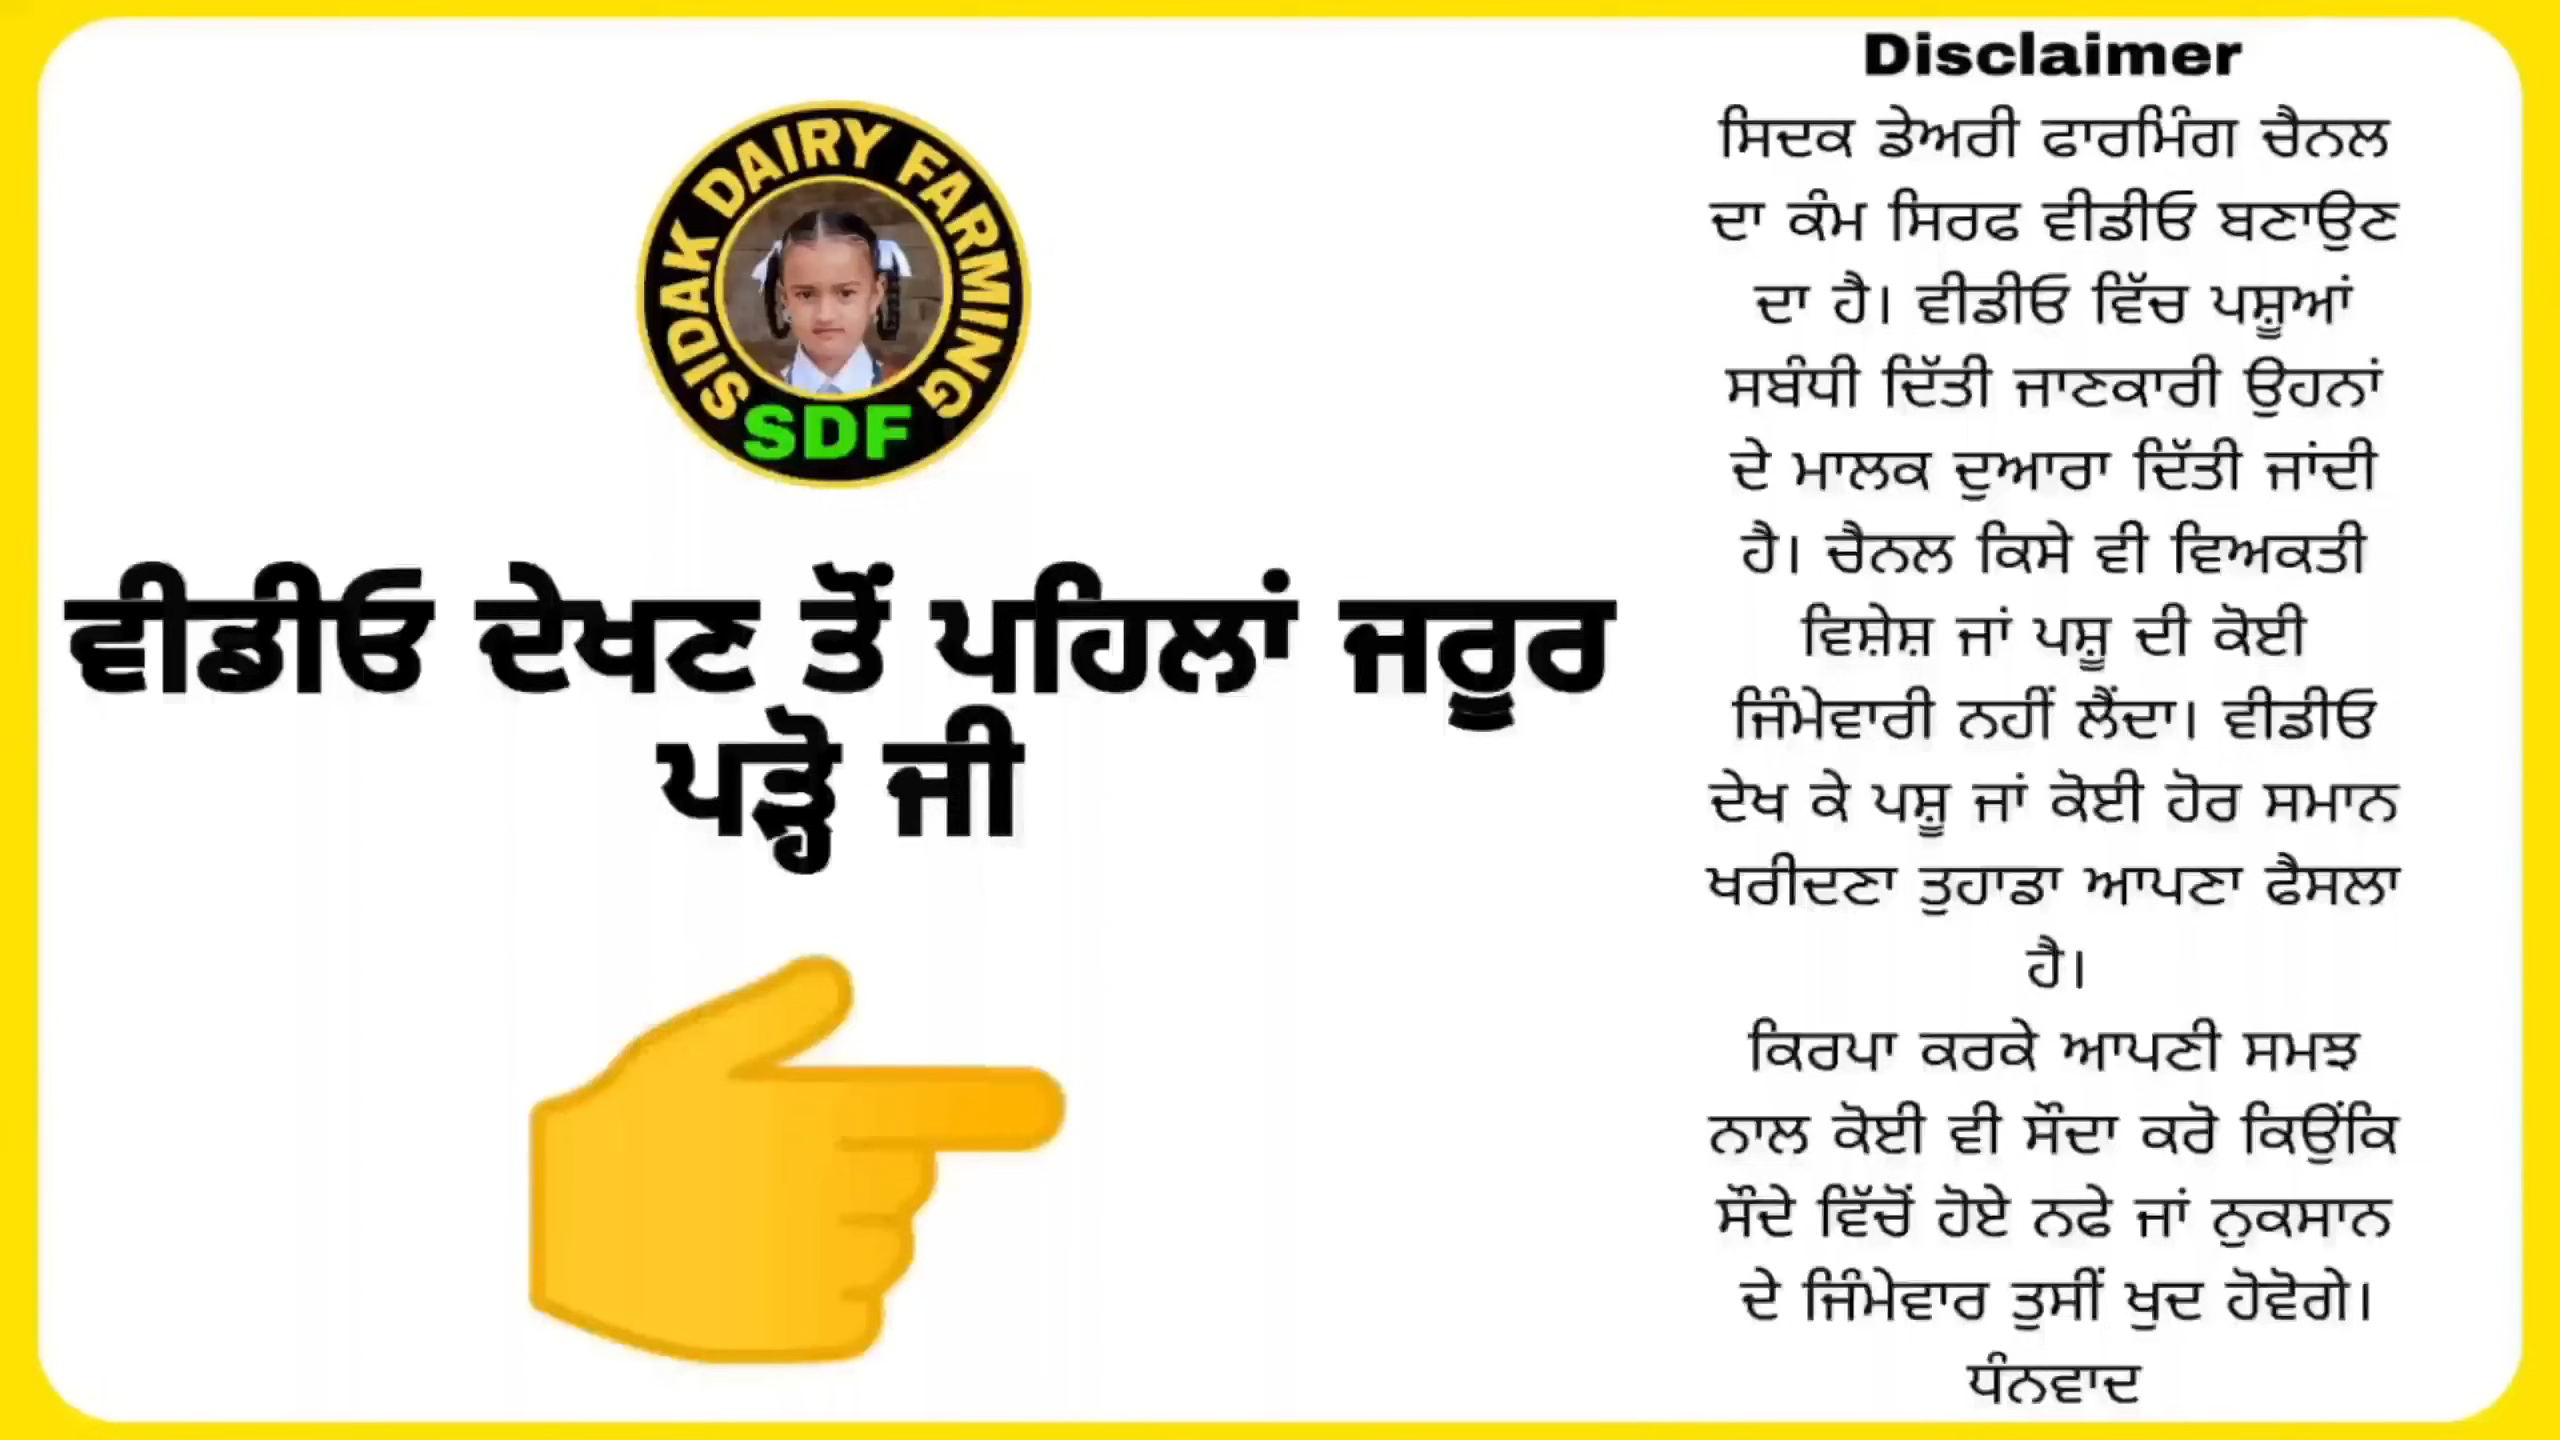 SIDAK DAIRY FARMING
SDF
ਵੀਡੀਓ ਦੇਖਣ ਤੋਂ ਪਹਿਲਾਂ ਜਰੂਰ
ਪੜ੍ਹੋ ਜੀ
Disclaimer
ਸਿਦਕ ਡੇਅਰੀ ਫਾਰਮਿੰਗ ਚੈਨਲ
ਦਾ ਕੰਮ ਸਿਰਫ ਵੀਡੀਓ ਬਣਾਉਣ
ਦਾ ਹੈ। ਵੀਡੀਓ ਵਿੱਚ ਪਸ਼ੂਆਂ
ਸਬੰਧੀ ਦਿੱਤੀ ਜਾਣਕਾਰੀ ਉਹਨਾਂ
ਦੇ ਮਾਲਕ ਦੁਆਰਾ ਦਿੱਤੀ ਜਾਂਦੀ
ਹੈ। ਚੈਨਲ ਕਿਸੇ ਵੀ ਵਿਅਕਤੀ
ਵਿਸ਼ੇਸ਼ ਜਾਂ ਪਸ਼ੂ ਦੀ ਕੋਈ
ਜਿੰਮੇਵਾਰੀ ਨਹੀਂ ਲੈਂਦਾ। ਵੀਡੀਓ
ਦੇਖ ਕੇ ਪਸ਼ੂ ਜਾਂ ਕੋਈ ਹੋਰ ਸਮਾਨ
ਖਰੀਦਣਾ ਤੁਹਾਡਾ ਆਪਣਾ ਫੈਸਲਾ
ਹੈ।
ਕਿਰਪਾ ਕਰਕੇ ਆਪਣੀ ਸਮਝ
ਨਾਲ ਕੋਈ ਵੀ ਸੌਦਾ ਕਰੋ ਕਿਉਂਕਿ
ਸੌਦੇ ਵਿੱਚੋਂ ਹੋਏ ਨਫੇ ਜਾਂ ਨੁਕਸਾਨ
ਦੇ ਜਿੰਮੇਵਾਰ ਤੁਸੀਂ ਖੁਦ ਹੋਵੋਗੇ।
ਧੰਨਵਾਦ